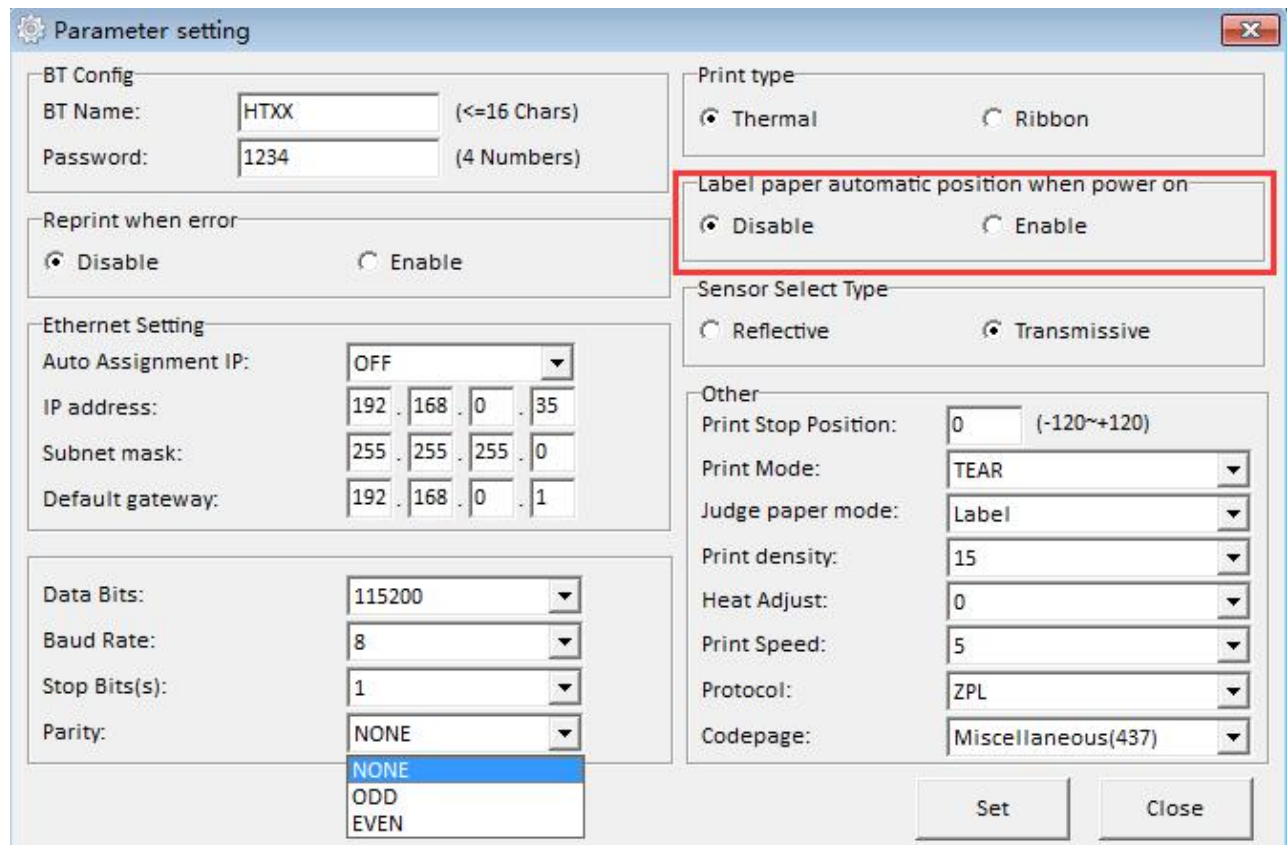 Parameter setting
BT Config
BT Name: HTXX (<=16 Chars)
Password: 1234 (4 Numbers)
Reprint when error
Disable Enable
Ethernet Setting
Auto Assignment IP: OFF
IP address: 192 . 168 . 0 . 35
Subnet mask: 255 . 255 . 255 . 0
Default gateway: 192 . 168 . 0 . 1
Data Bits: 115200
Baud Rate: 8
Stop Bits(s): 1
Parity: NONE
NONE
ODD
EVEN
Print type
Thermal Ribbon
Label paper automatic position when power on
Disable Enable
Sensor Select Type
Reflective Transmissive
Other
Print Stop Position: 0 (-120~+120)
Print Mode: TEAR
Judge paper mode: Label
Print density: 15
Heat Adjust: 0
Print Speed: 5
Protocol: ZPL
Codepage: Miscellaneous(437)
Set Close